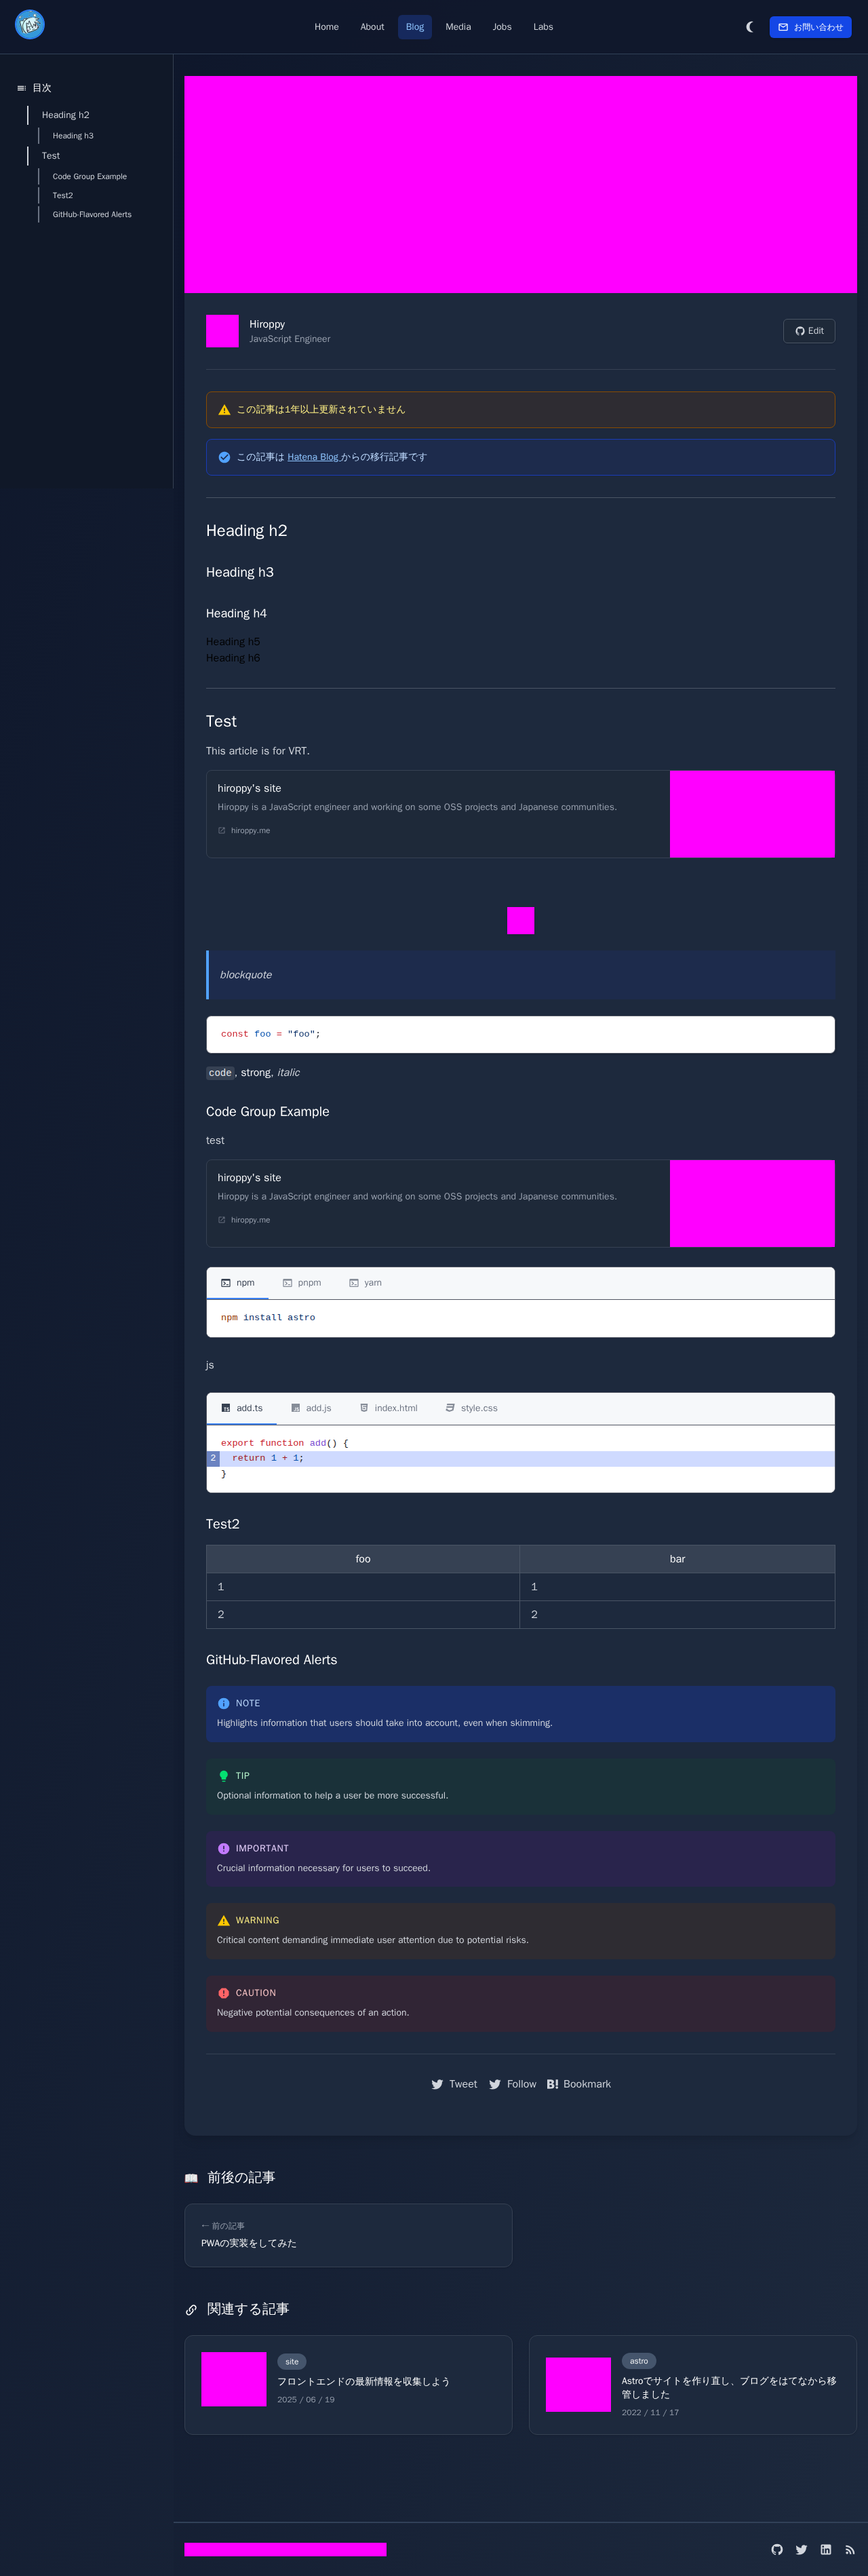 Home About Blog Media Jobs Labs お問い合わせ
目次
Heading h2
Heading h3
Test
Code Group Example
Test2
GitHub-Flavored Alerts
Hiroppy
JavaScript Engineer
Edit
この記事は1年以上更新されていません
この記事は Hatena Blog からの移行記事です
Heading h2
Heading h3
Heading h4
Heading h5
Heading h6
Test
This article is for VRT.
hiroppy's site
Hiroppy is a JavaScript engineer and working on some OSS projects and Japanese communities.
hiroppy.me
blockquote
const foo = "foo";
code, strong, italic
Code Group Example
test
hiroppy's site
Hiroppy is a JavaScript engineer and working on some OSS projects and Japanese communities.
hiroppy.me
npm pnpm yarn
npm install astro
js
add.ts add.js index.html style.css
export function add() {
2 return 1 + 1;
}
Test2
foo bar
1 1
2 2
GitHub-Flavored Alerts
NOTE
Highlights information that users should take into account, even when skimming.
TIP
Optional information to help a user be more successful.
IMPORTANT
Crucial information necessary for users to succeed.
WARNING
Critical content demanding immediate user attention due to potential risks.
CAUTION
Negative potential consequences of an action.
Tweet Follow B! Bookmark
前後の記事
← 前の記事
PWAの実装をしてみた
関連する記事
site
フロントエンドの最新情報を収集しよう
2025 / 06 / 19
astro
Astroでサイトを作り直し、ブログをはてなから移
管しました
2022 / 11 / 17